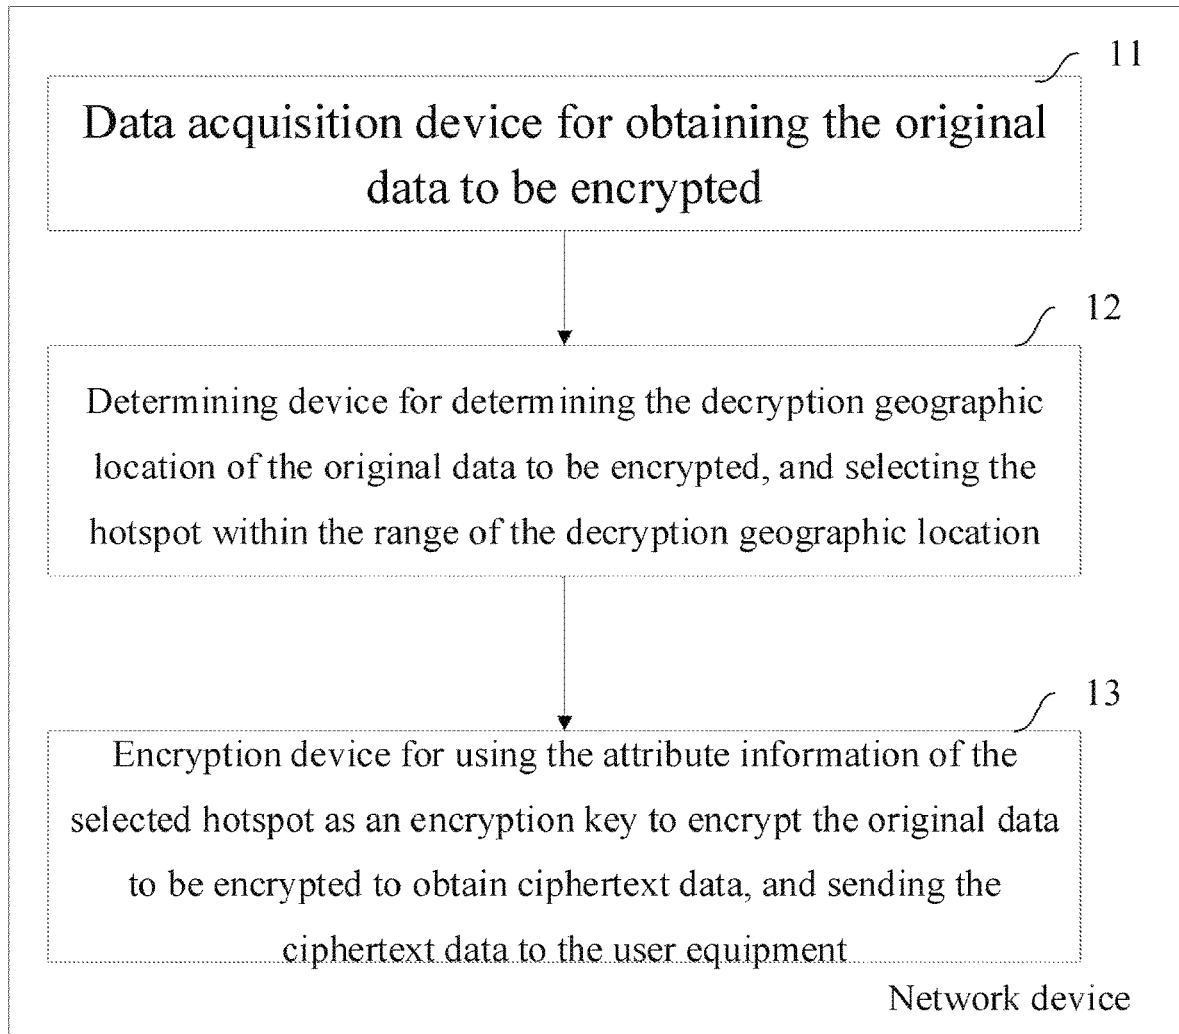 11
Data acquisition device for obtaining the original
data to be encrypted
12
Determining device for determining the decryption geographic
location of the original data to be encrypted, and selecting the
hotspot within the range of the decryption geographic location
13
Encryption device for using the attribute information of the
selected hotspot as an encryption key to encrypt the original data
to be encrypted to obtain ciphertext data, and sending the
ciphertext data to the user equipment
Network device